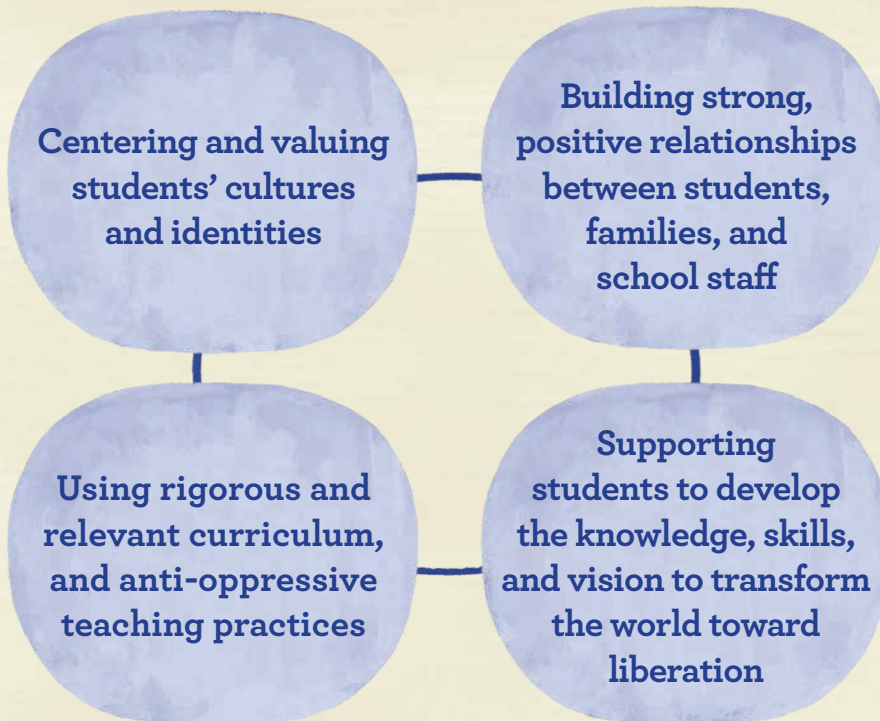 Centering and valuing
students’ cultures
and identities
Building strong,
positive relationships
between students,
families, and
school staff
Using rigorous and
relevant curriculum,
and anti-oppressive
teaching practices
Supporting
students to develop
the knowledge, skills,
and vision to transform
the world toward
liberation